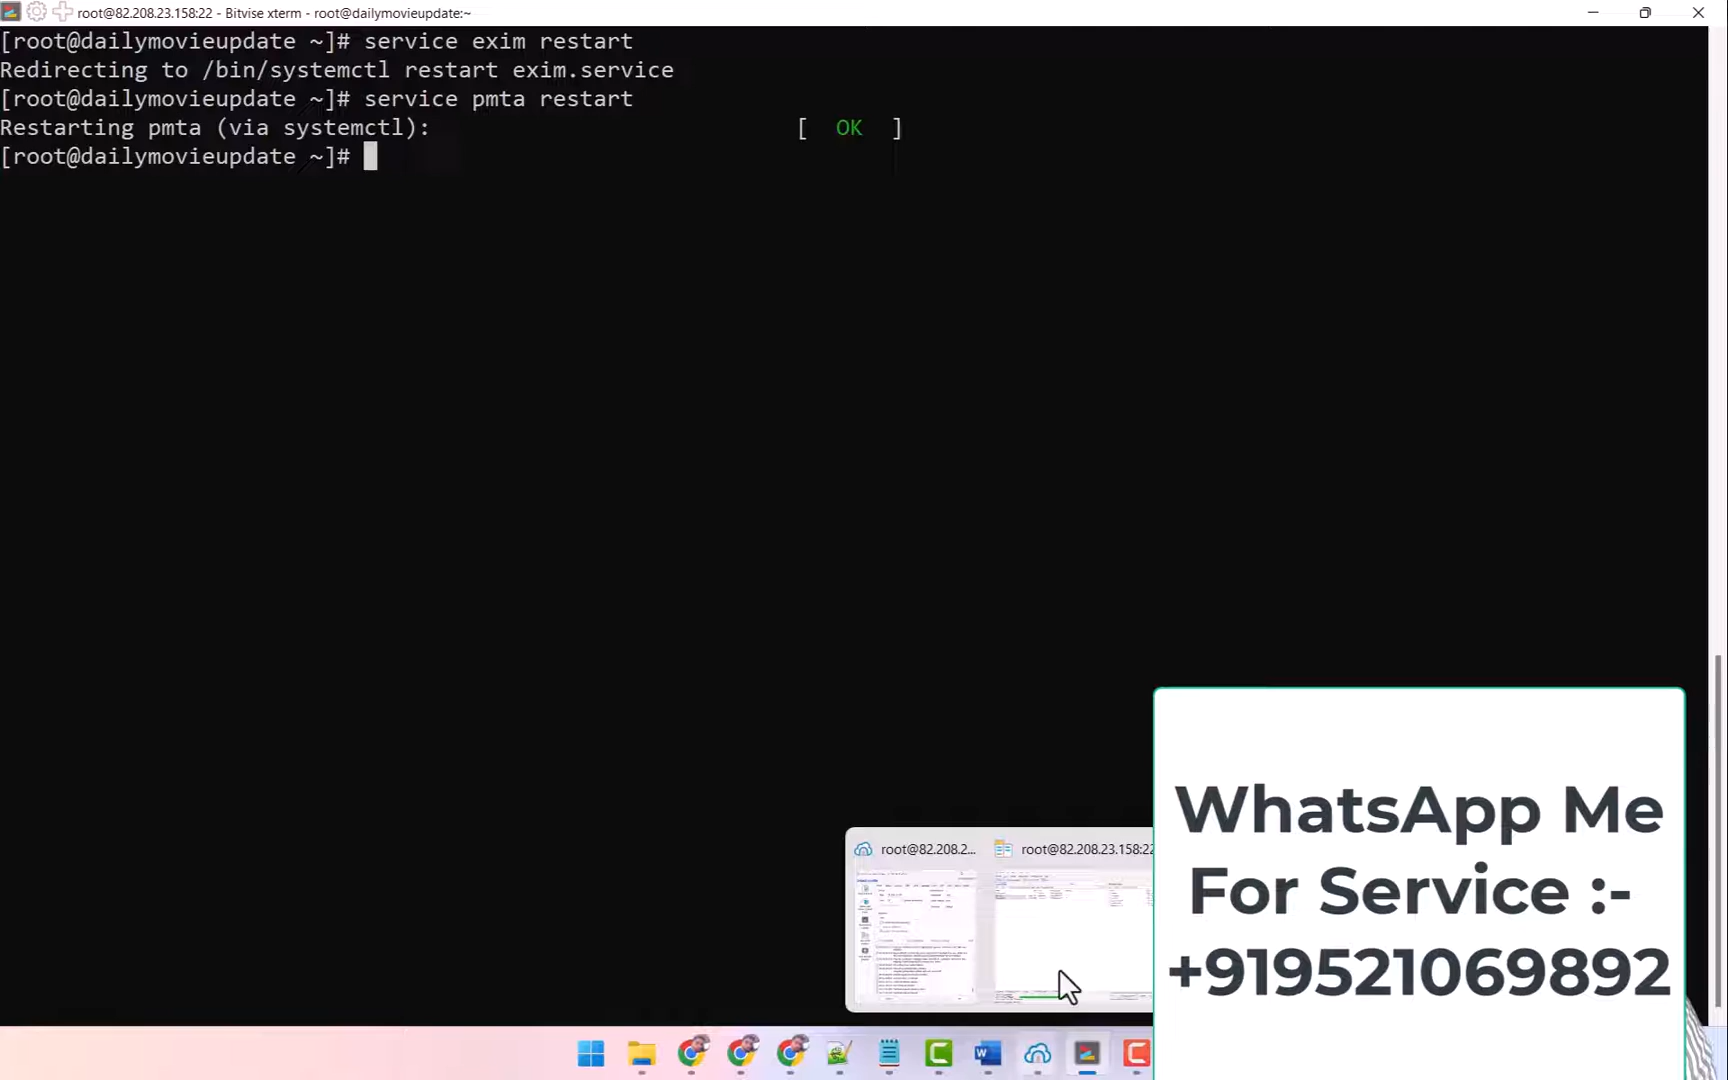 root@82.208.23.158:22 - Bitvise xterm - root@dailymovieupdate:~
[root@dailymovieupdate ~]# service exim restart
Redirecting to /bin/systemctl restart exim.service
[root@dailymovieupdate ~]# service pmta restart
Restarting pmta (via systemctl): [ OK ]
[root@dailymovieupdate ~]#
root@82.208.2...
root@82.208.23.158:22
WhatsApp Me
For Service :-
+919521069892